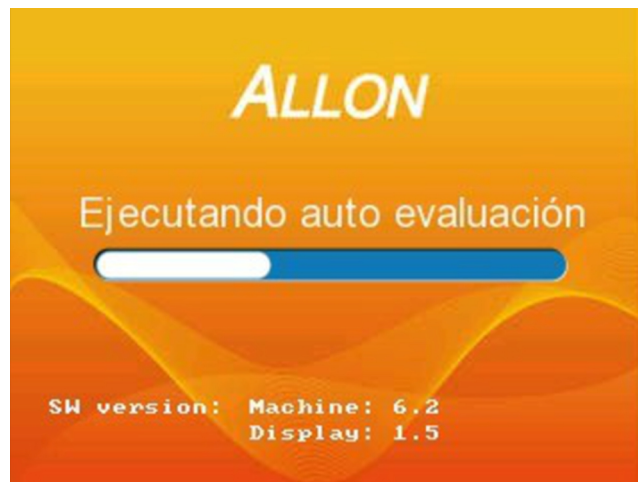 ALLON
Ejecutando auto evaluación
SW version: Machine: 6.2
Display: 1.5